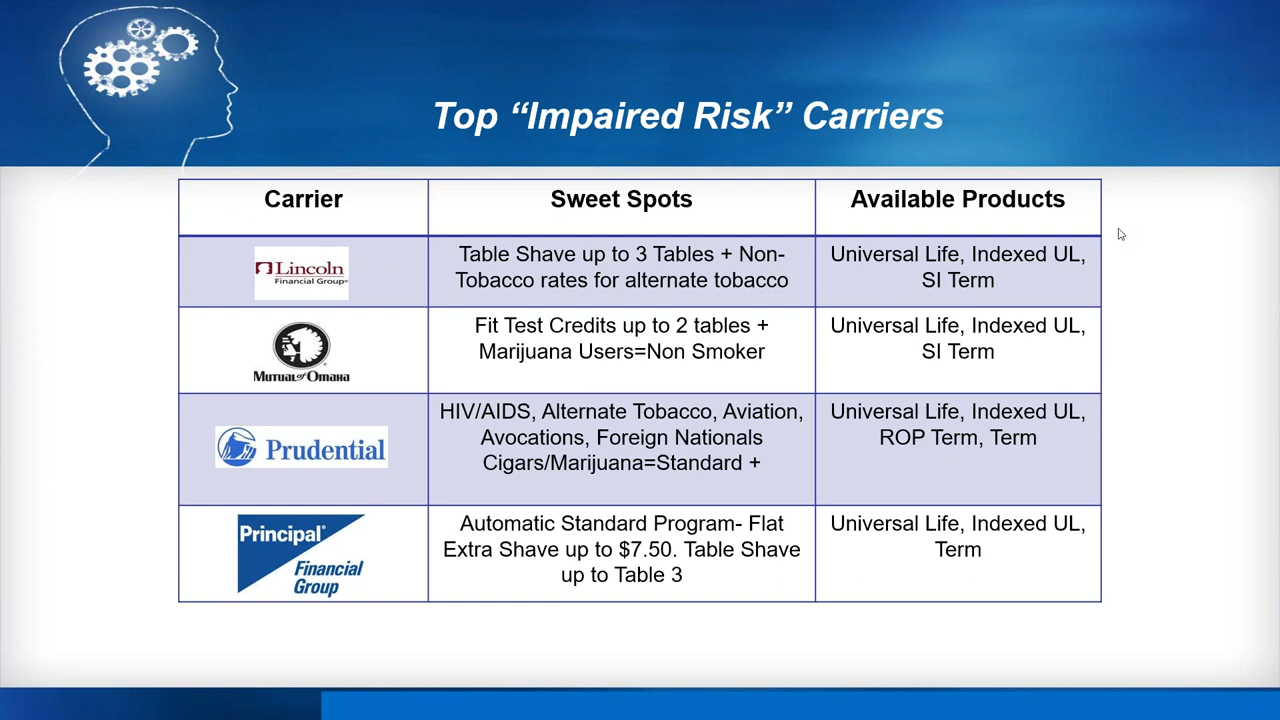 Top “Impaired Risk” Carriers
Carrier
Sweet Spots
Available Products
Lincoln
Financial Group®
Table Shave up to 3 Tables + Non-
Tobacco rates for alternate tobacco
Universal Life, Indexed UL,
SI Term
Mutual of Omaha
Fit Test Credits up to 2 tables +
Marijuana Users=Non Smoker
Universal Life, Indexed UL,
SI Term
Prudential
HIV/AIDS, Alternate Tobacco, Aviation,
Avocations, Foreign Nationals
Cigars/Marijuana=Standard +
Universal Life, Indexed UL,
ROP Term, Term
Principal®
Financial
Group
Automatic Standard Program- Flat
Extra Shave up to $7.50. Table Shave
up to Table 3
Universal Life, Indexed UL,
Term